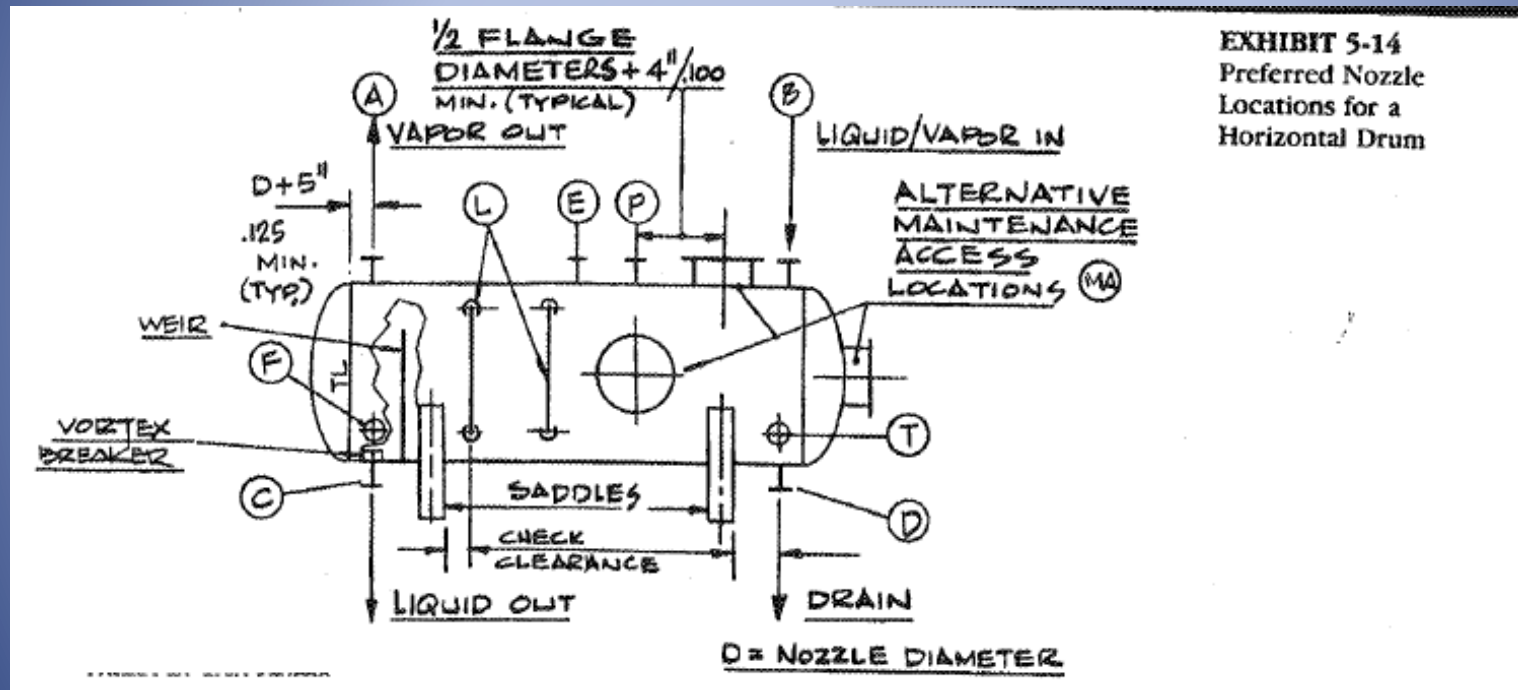 EXHIBIT 5-14
Preferred Nozzle
Locations for a
Horizontal Drum
1/2 FLANGE
DIAMETERS + 4"/.100
MIN. (TYPICAL)
A
VAPOR OUT
B
LIQUID/VAPOR IN
D+5"
.125
MIN.
(TYP.)
L
E
P
ALTERNATIVE
MAINTENANCE
ACCESS
LOCATIONS MA
WEIR
F
TL
VORTEX
BREAKER
T
C
SADDLES
D
CHECK
CLEARANCE
LIQUID OUT
DRAIN
D = NOZZLE DIAMETER